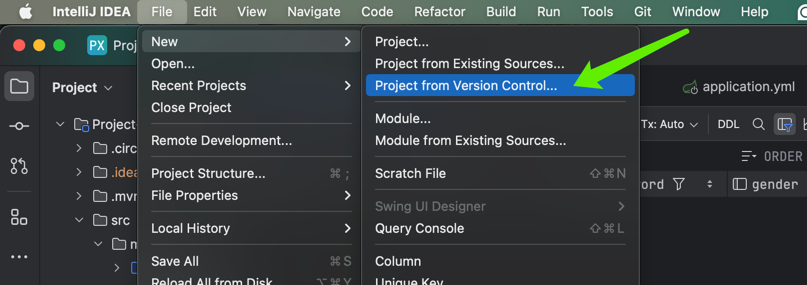 IntelliJ IDEA File Edit View Navigate Code Refactor Build Run Tools Git Window Help
PX
Project
Project
.circ
.idea
.mvn
src
New
Open...
Recent Projects
Close Project
Remote Development...
Project Structure... ⌘ ;
File Properties
Local History
Save All ⌘ S
Reload All from Disk ⌥ ⌘ Y
Project...
Project from Existing Sources...
Project from Version Control...
Module...
Module from Existing Sources...
Scratch File ⇧ ⌘ N
Swing UI Designer
Query Console ⇧ ⌘ L
Column
Unique Key
application.yml
Tx: Auto DDL
ORDER
ord gender